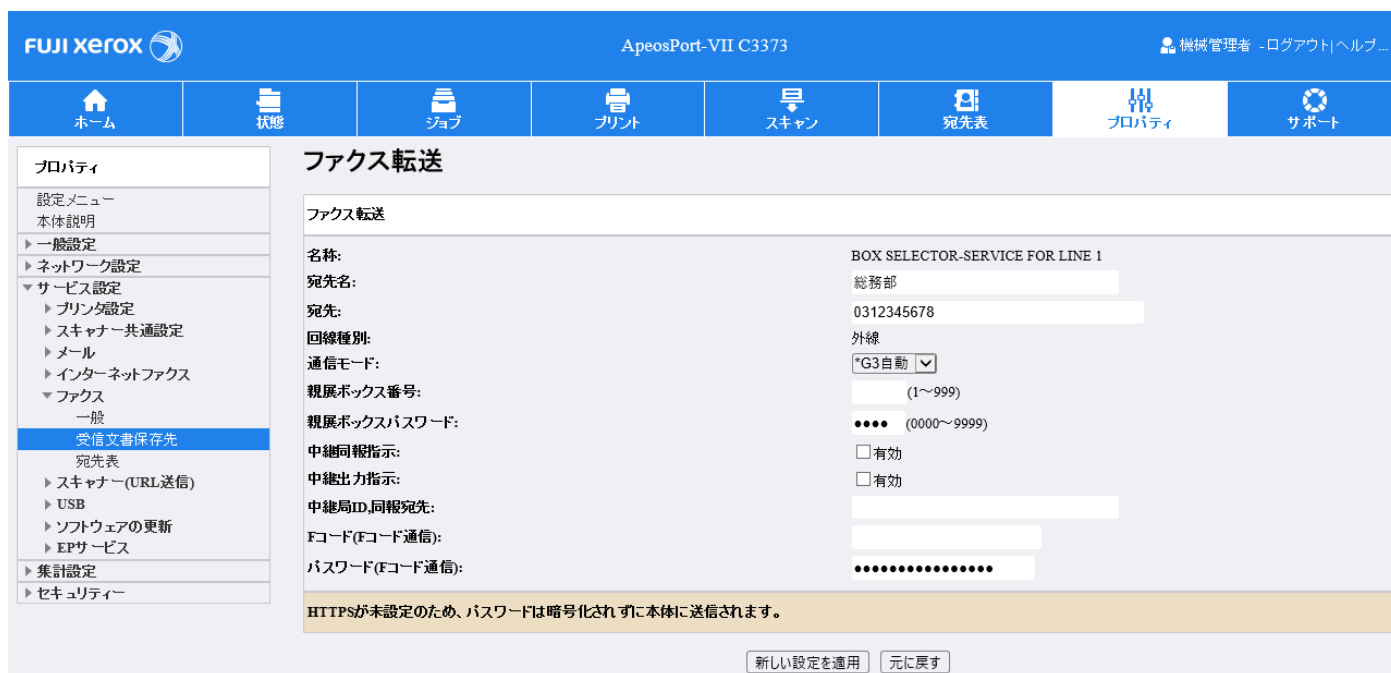 FUJI xerox
ApeosPort-VII C3373
機械管理者 -ログアウト|ヘルプ...
ホーム
状態
ジョブ
プリント
スキャン
宛先表
プロパティ
サポート
プロパティ
設定メニュー
本体説明
一般設定
ネットワーク設定
サービス設定
プリンタ設定
スキャナー共通設定
メール
インターネットファクス
ファクス
一般
受信文書保存先
宛先表
スキャナー(URL送信)
USB
ソフトウェアの更新
EPサービス
集計設定
セキュリティー
ファクス転送
ファクス転送
名称: BOX SELECTOR-SERVICE FOR LINE 1
宛先名: 総務部
宛先: 0312345678
回線種別: 外線
通信モード: *G3自動
親展ボックス番号: (1～999)
親展ボックスパスワード: •••• (0000～9999)
中継同報指示: 有効
中継出力指示: 有効
中継局ID,同報宛先:
Fコード(Fコード通信):
パスワード(Fコード通信): ••••••••••••••••
HTTPSが未設定のため、パスワードは暗号化されずに本体に送信されます。
新しい設定を適用 元に戻す